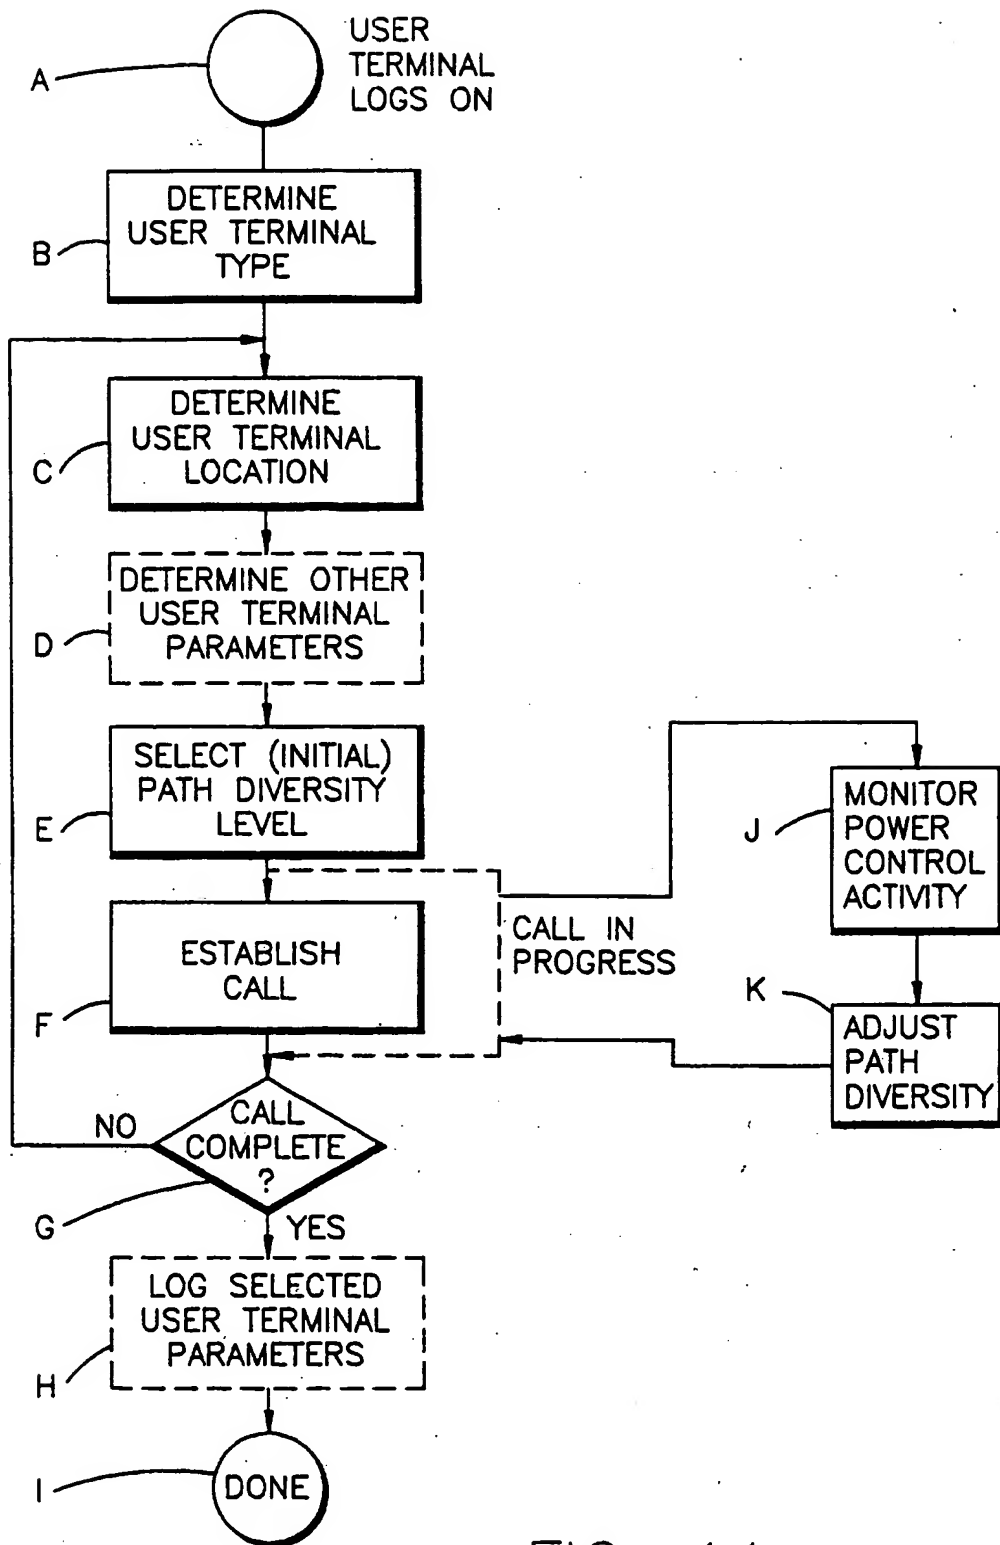 A
USER
TERMINAL
LOGS ON
B
DETERMINE
USER TERMINAL
TYPE
C
DETERMINE
USER TERMINAL
LOCATION
D
DETERMINE OTHER
USER TERMINAL
PARAMETERS
E
SELECT (INITIAL)
PATH DIVERSITY
LEVEL
F
ESTABLISH
CALL
CALL IN
PROGRESS
J
MONITOR
POWER
CONTROL
ACTIVITY
K
ADJUST
PATH
DIVERSITY
G
CALL
COMPLETE
?
NO
YES
H
LOG SELECTED
USER TERMINAL
PARAMETERS
I
DONE